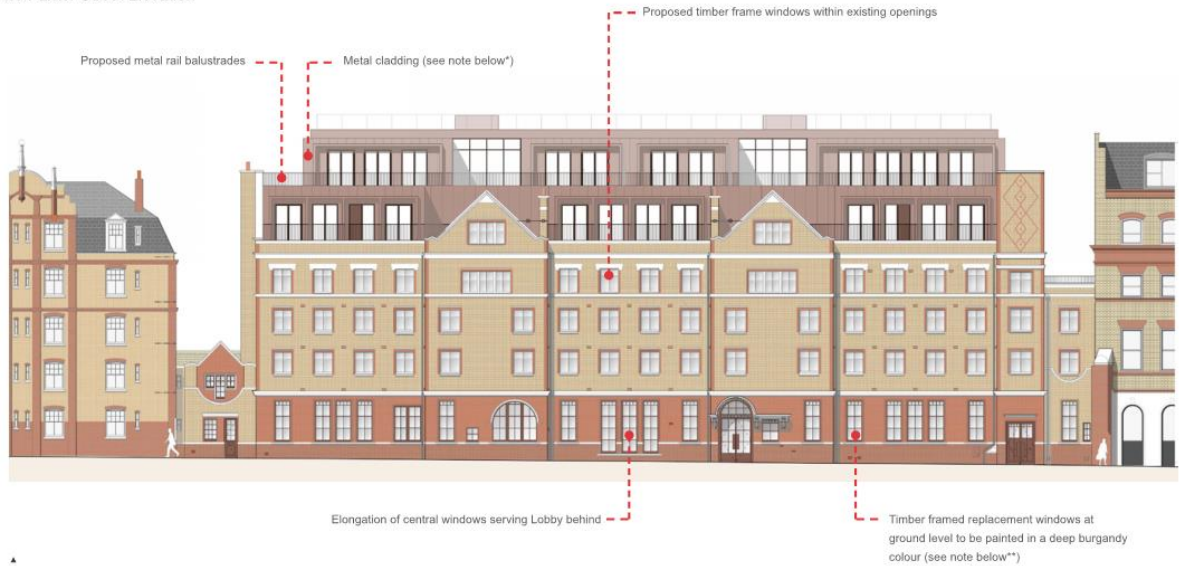 Proposed timber frame windows within existing openings
Proposed metal rail balustrades
Metal cladding (see note below*)
Elongation of central windows serving Lobby behind
Timber framed replacement windows at
ground level to be painted in a deep burgandy
colour (see note below**)